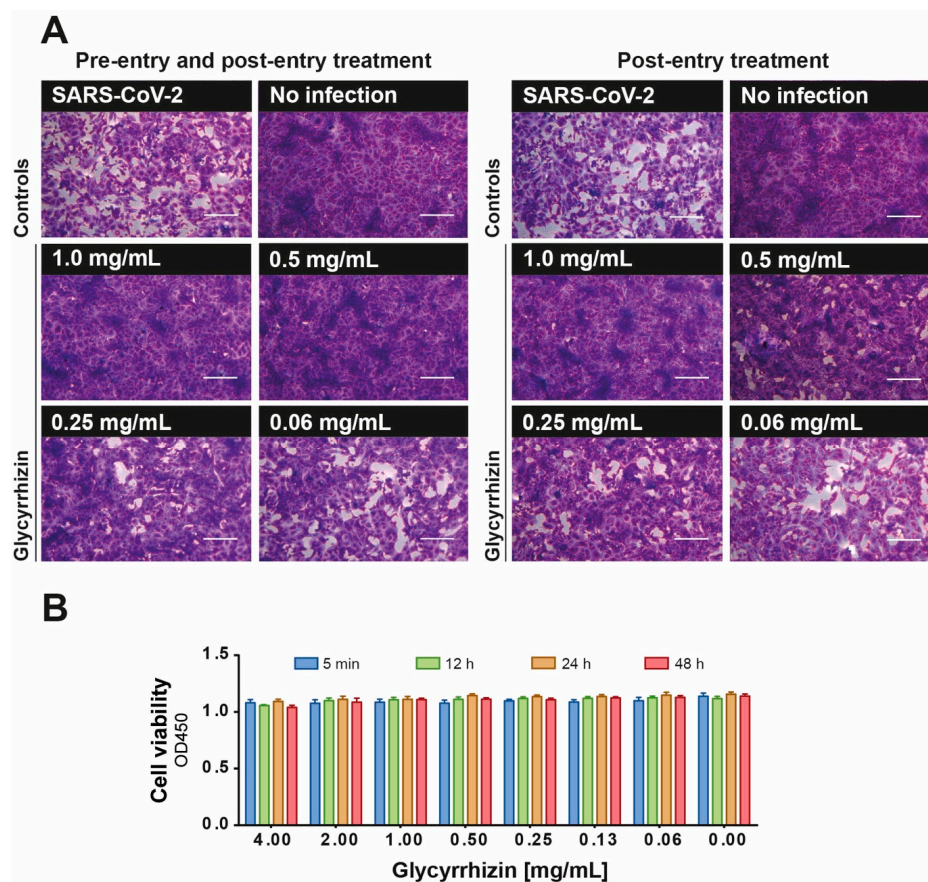 A
Pre-entry and post-entry treatment
Post-entry treatment
SARS-CoV-2 No infection SARS-CoV-2 No infection
Controls
Controls
1.0 mg/mL 0.5 mg/mL 1.0 mg/mL 0.5 mg/mL
0.25 mg/mL 0.06 mg/mL 0.25 mg/mL 0.06 mg/mL
Glycyrrhizin
Glycyrrhizin
B
Cell viability
OD450
1.5
1.0
0.5
0.0
5 min 12 h 24 h 48 h
4.00 2.00 1.00 0.50 0.25 0.13 0.06 0.00
Glycyrrhizin [mg/mL]